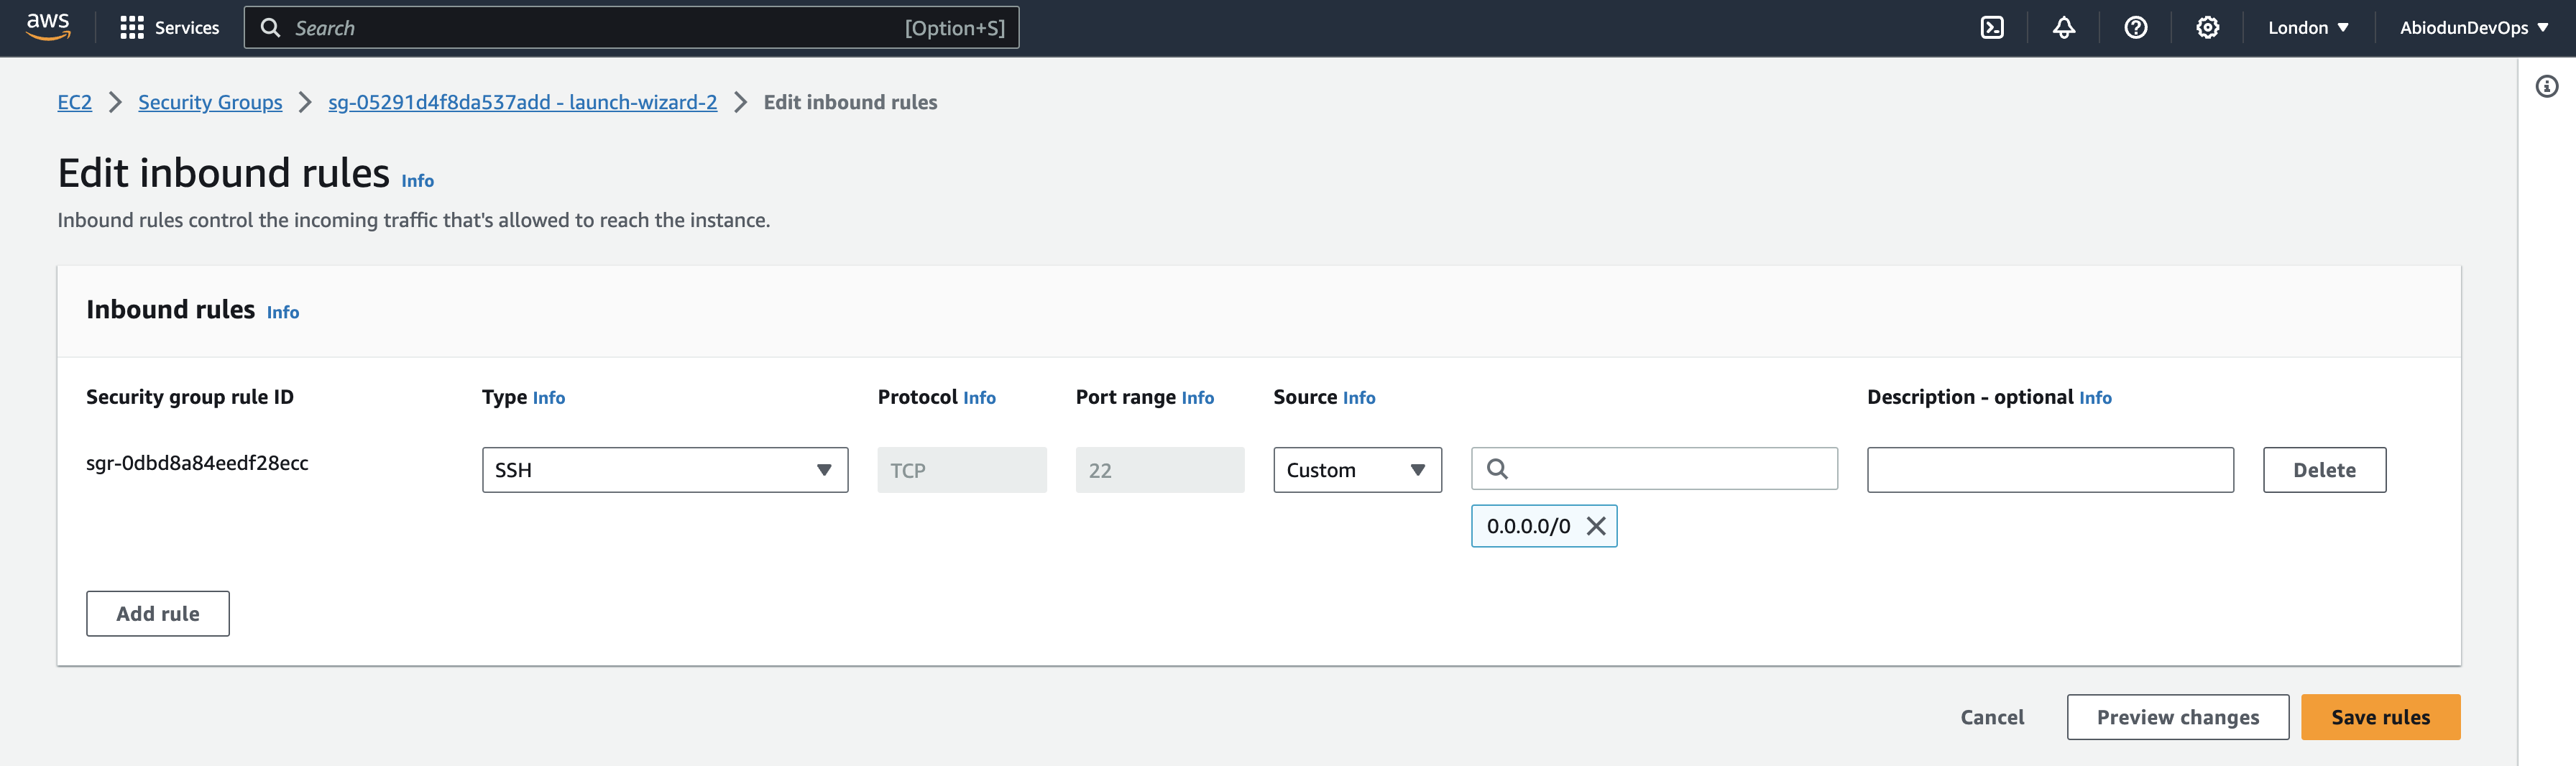 aws Services Search [Option+S] London AbiodunDevOps
EC2 Security Groups sg-05291d4f8da537add - launch-wizard-2 Edit inbound rules
Edit inbound rules Info
Inbound rules control the incoming traffic that's allowed to reach the instance.
Inbound rules Info
Security group rule ID Type Info Protocol Info Port range Info Source Info Description - optional Info
sgr-0dbd8a84eedf28ecc SSH TCP 22 Custom Delete
0.0.0.0/0
Add rule
Cancel Preview changes Save rules